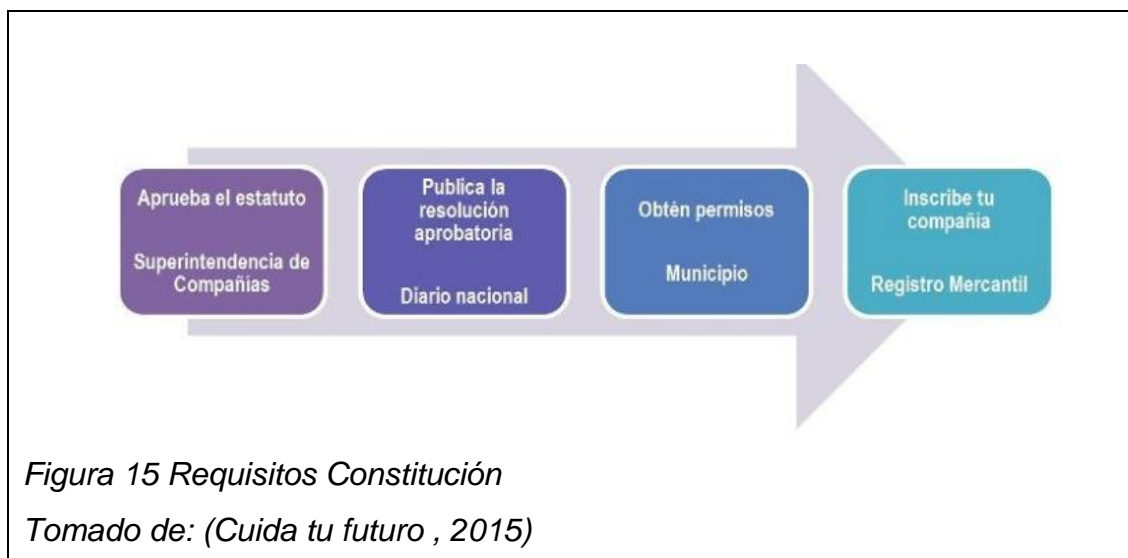 Aprueba el estatuto
Superintendencia de
Compañías
Publica la
resolución
aprobatoria
Diario nacional
Obtén permisos
Municipio
Inscribe tu
compañía
Registro Mercantil
Figura 15 Requisitos Constitución
Tomado de: (Cuida tu futuro , 2015)